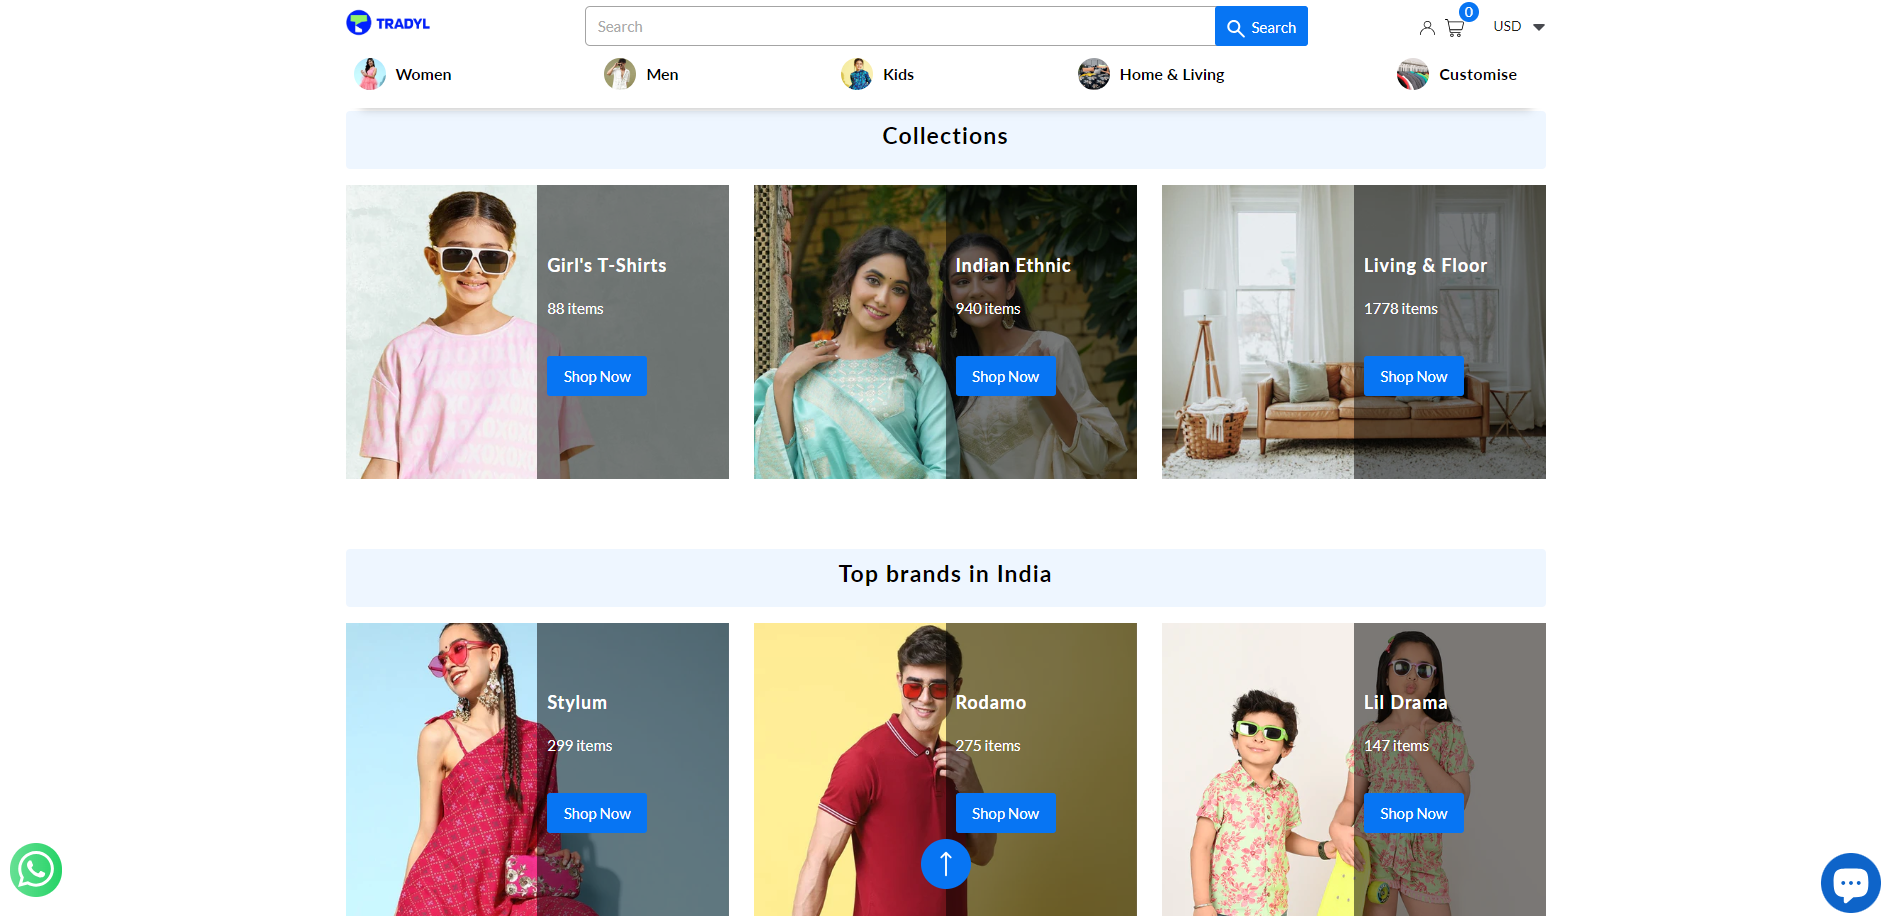 TRADYL
Search
Search
0
USD
Women
Men
Kids
Home & Living
Customise
Collections
Girl's T-Shirts
88 items
Shop Now
Indian Ethnic
940 items
Shop Now
Living & Floor
1778 items
Shop Now
Top brands in India
Stylum
299 items
Shop Now
Rodamo
275 items
Shop Now
Lil Drama
147 items
Shop Now